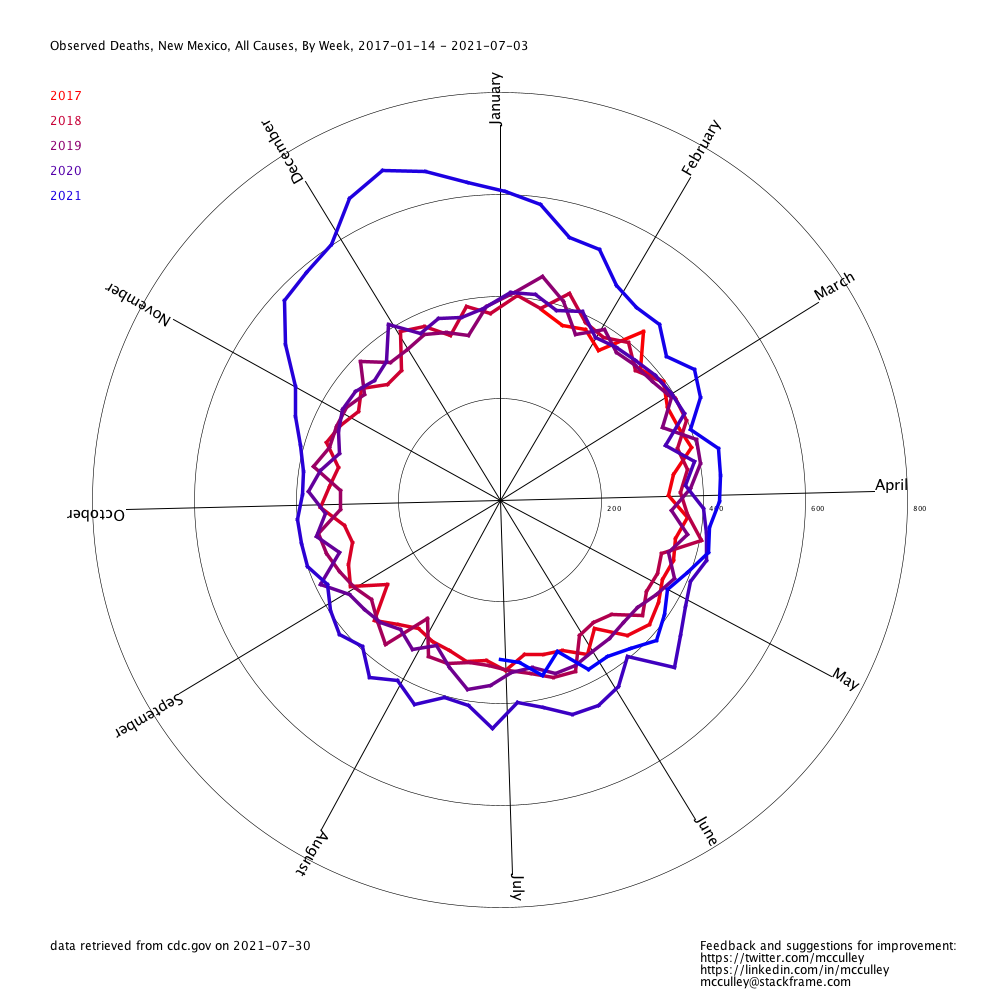 Observed Deaths, New Mexico, All Causes, By Week, 2017-01-14 - 2021-07-03
2017
2018
2019
2020
2021
January
February
March
April
May
June
July
August
September
October
November
December
200
400
600
800
data retrieved from cdc.gov on 2021-07-30
Feedback and suggestions for improvement:
https://twitter.com/mcculley
https://linkedin.com/in/mcculley
mcculley@stackframe.com